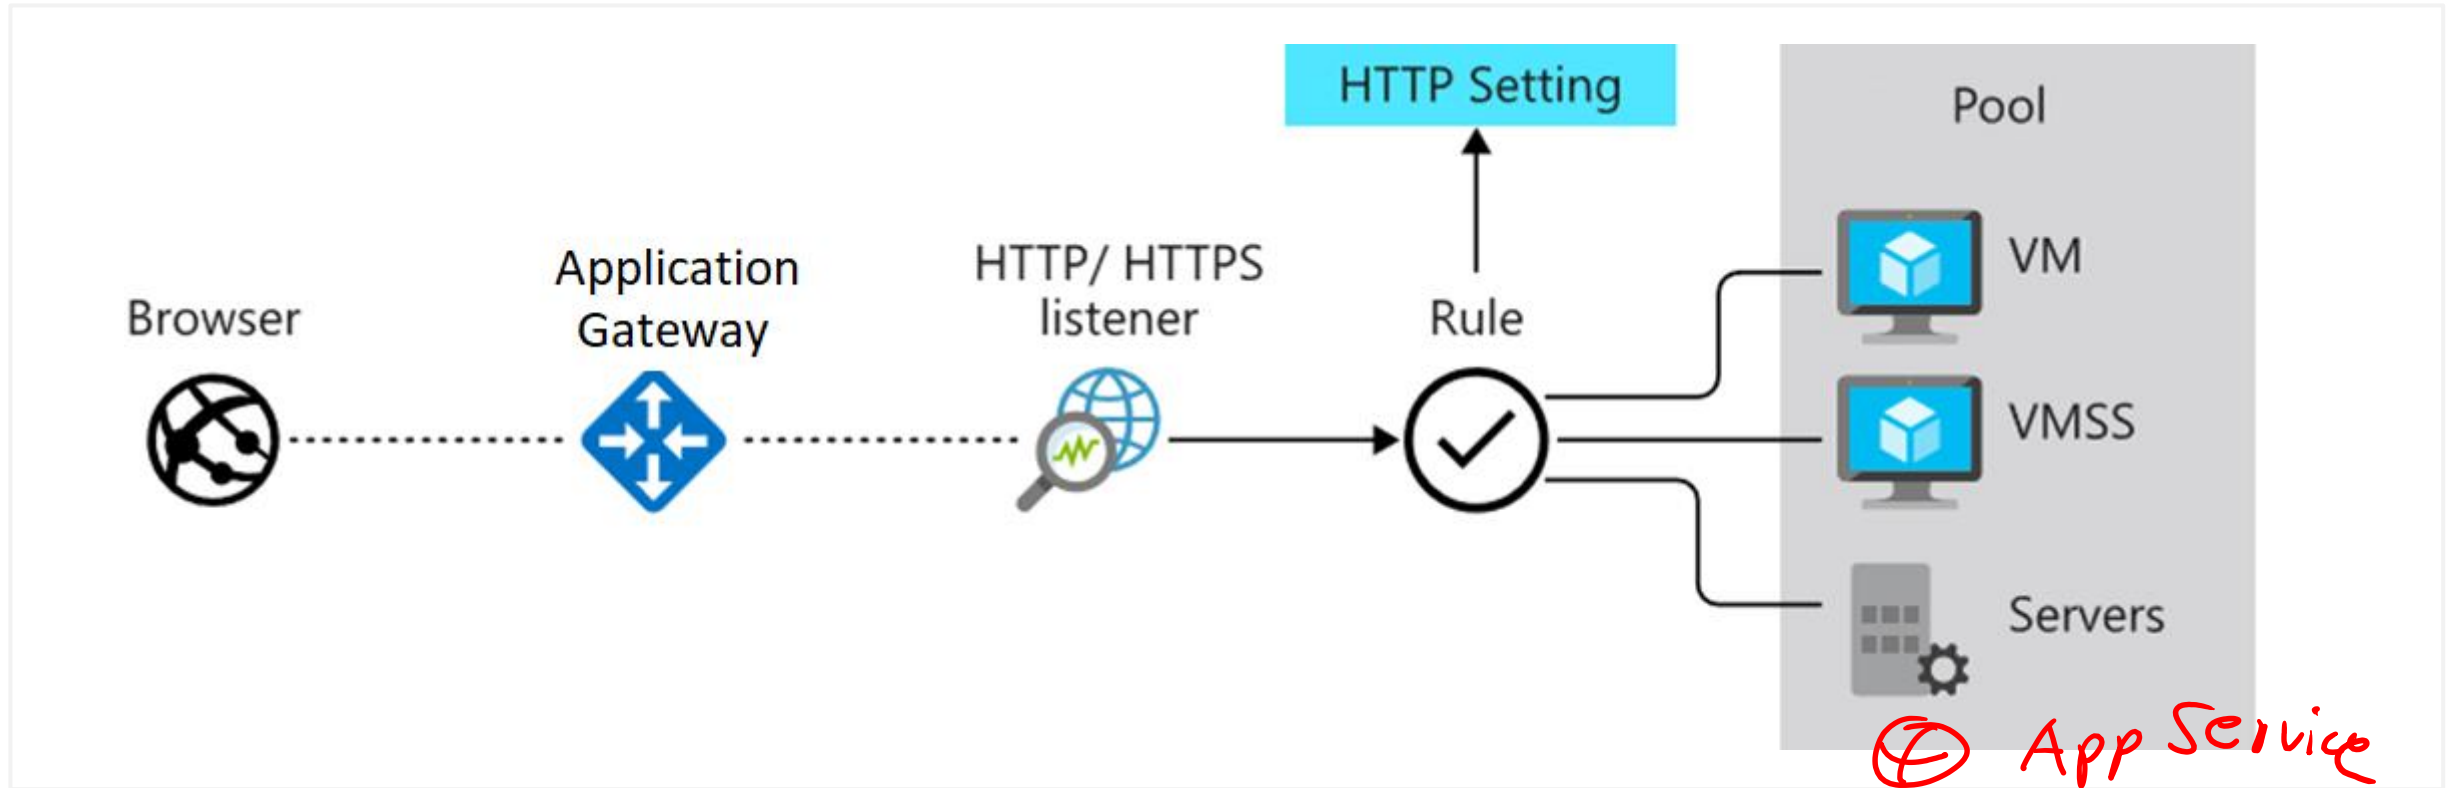 HTTP Setting
Pool
Application
Gateway
HTTP/ HTTPS
listener
Browser
Rule
VM
VMSS
Servers
App Service